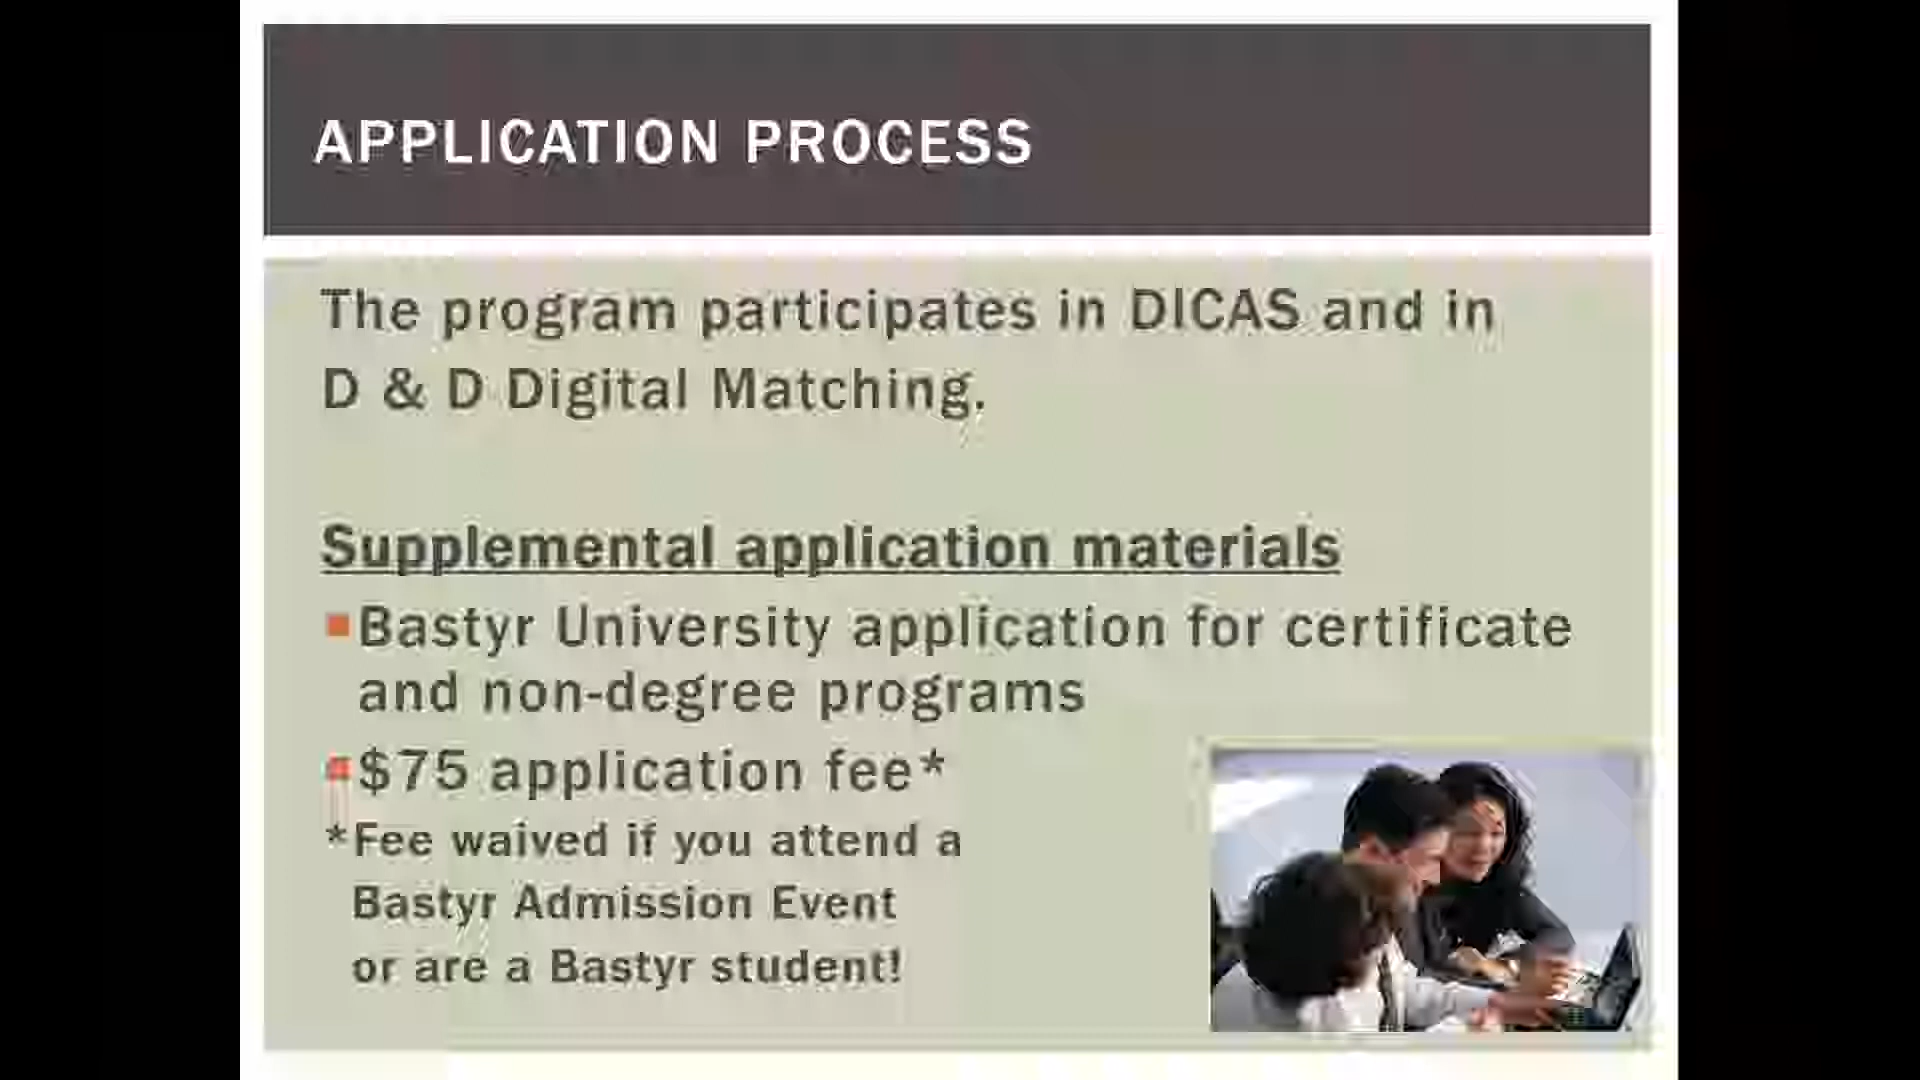 APPLICATION PROCESS
The program participates in DICAS and in
D & D Digital Matching.
Supplemental application materials
Bastyr University application for certificate
and non-degree programs
$75 application fee*
*Fee waived if you attend a
Bastyr Admission Event
or are a Bastyr student!